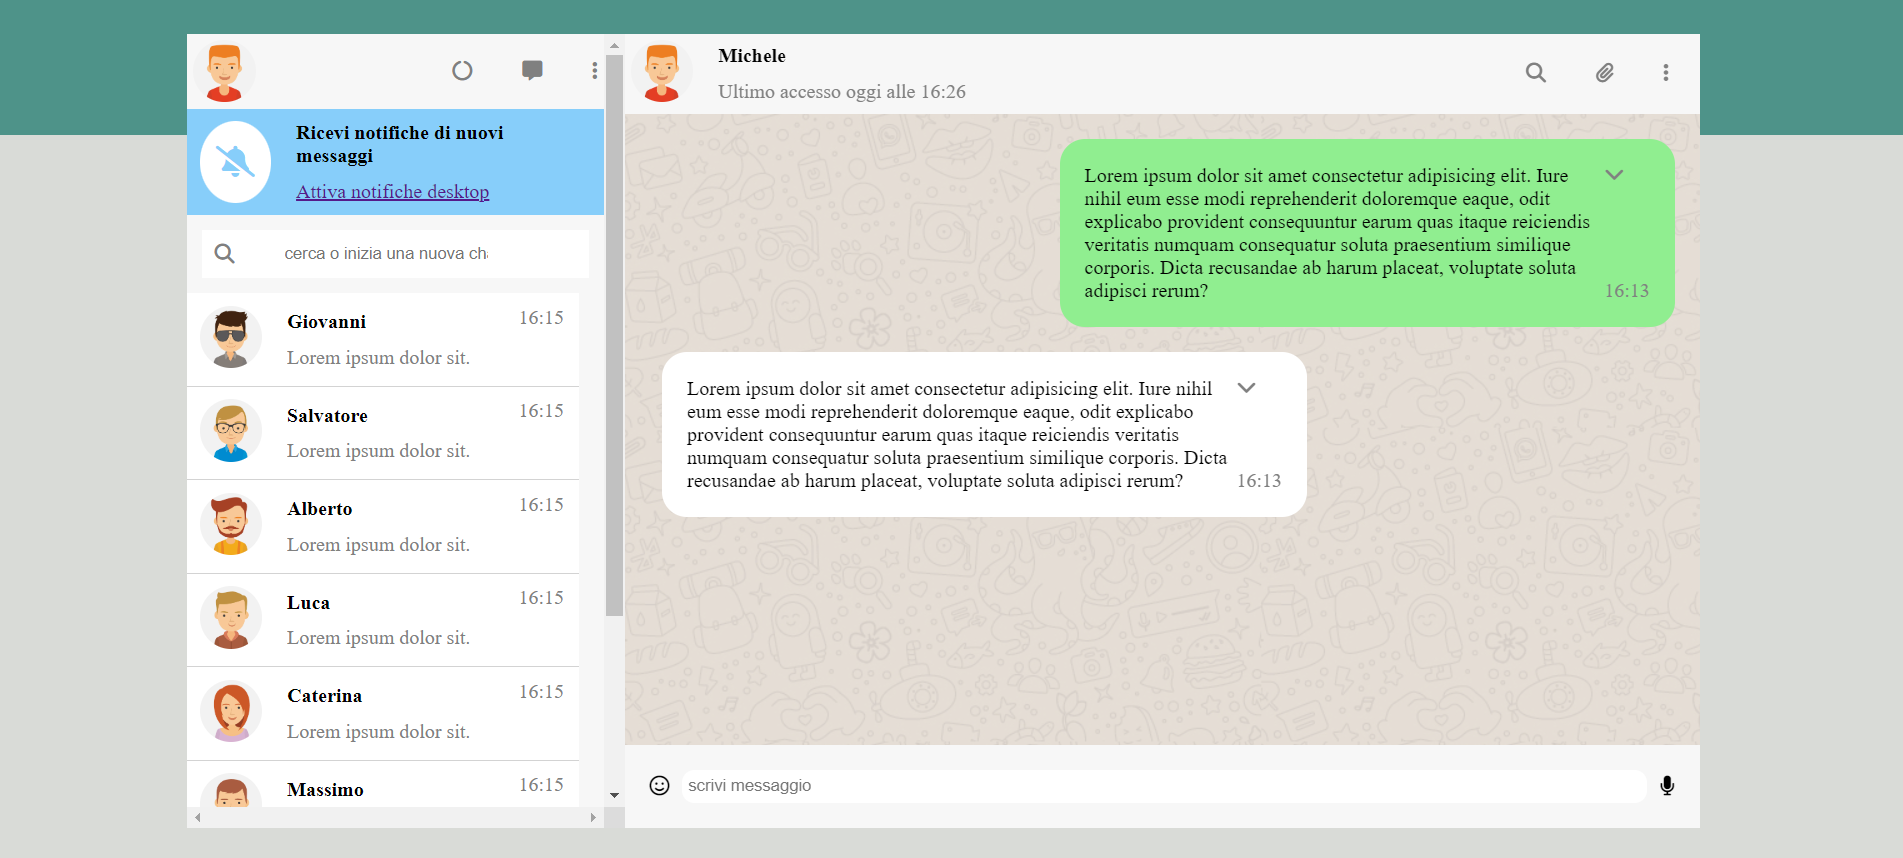 Ricevi notifiche di nuovi
messaggi
Attiva notifiche desktop
cerca o inizia una nuova cha
Giovanni
16:15
Lorem ipsum dolor sit.
Salvatore
16:15
Lorem ipsum dolor sit.
Alberto
16:15
Lorem ipsum dolor sit.
Luca
16:15
Lorem ipsum dolor sit.
Caterina
16:15
Lorem ipsum dolor sit.
Massimo
16:15
Michele
Ultimo accesso oggi alle 16:26
Lorem ipsum dolor sit amet consectetur adipisicing elit. Iure
nihil eum esse modi reprehenderit doloremque eaque, odit
explicabo provident consequuntur earum quas itaque reiciendis
veritatis numquam consequatur soluta praesentium similique
corporis. Dicta recusandae ab harum placeat, voluptate soluta
adipisci rerum?
16:13
Lorem ipsum dolor sit amet consectetur adipisicing elit. Iure nihil
eum esse modi reprehenderit doloremque eaque, odit explicabo
provident consequuntur earum quas itaque reiciendis veritatis
numquam consequatur soluta praesentium similique corporis. Dicta
recusandae ab harum placeat, voluptate soluta adipisci rerum?
16:13
scrivi messaggio